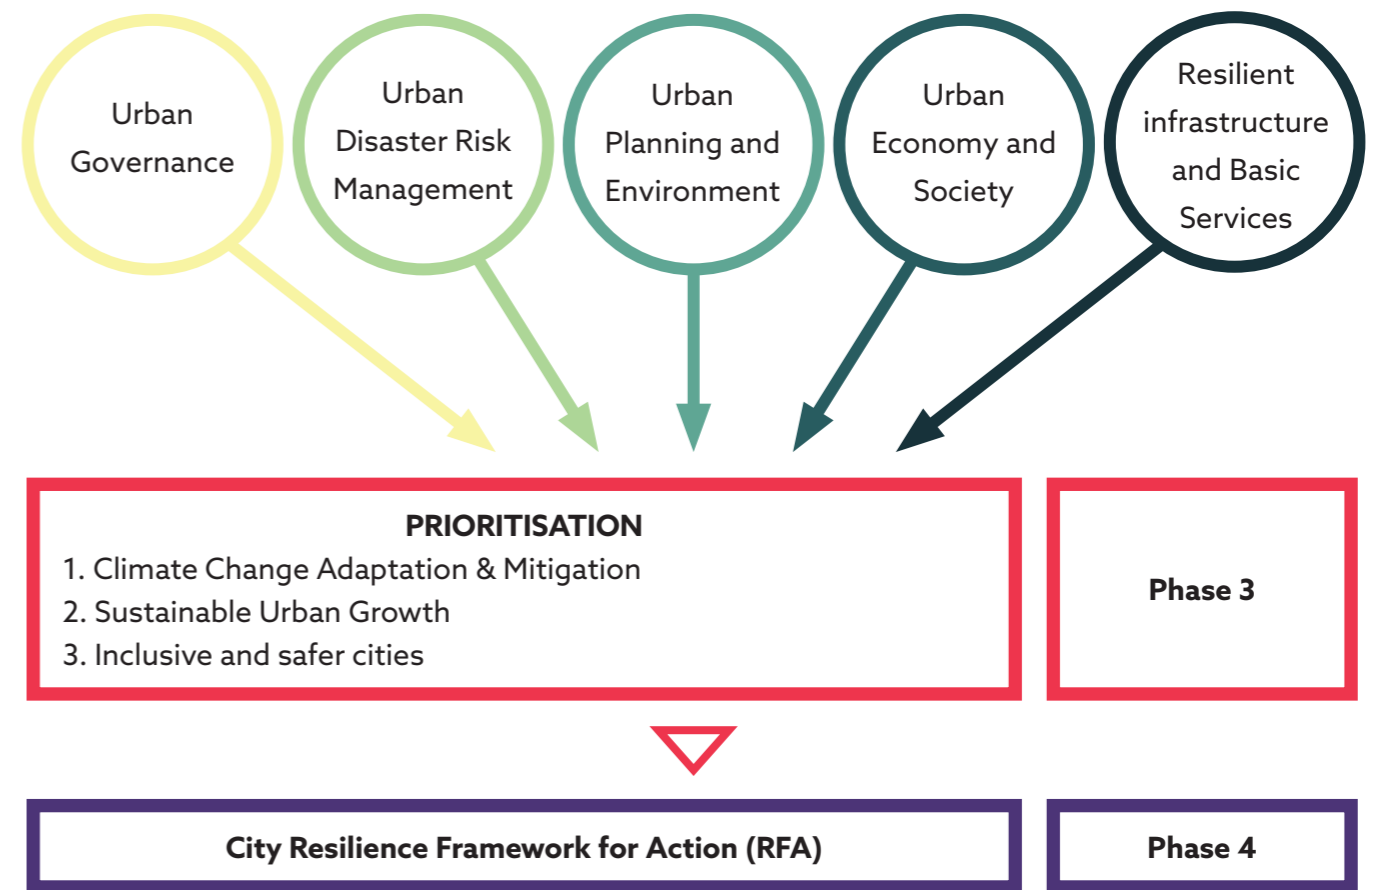 Urban
Governance
Urban
Disaster Risk
Management
Urban
Planning and
Environment
Urban
Economy and
Society
Resilient
infrastructure
and Basic
Services
PRIORITISATION
1. Climate Change Adaptation & Mitigation
2. Sustainable Urban Growth
3. Inclusive and safer cities
Phase 3
City Resilience Framework for Action (RFA)
Phase 4